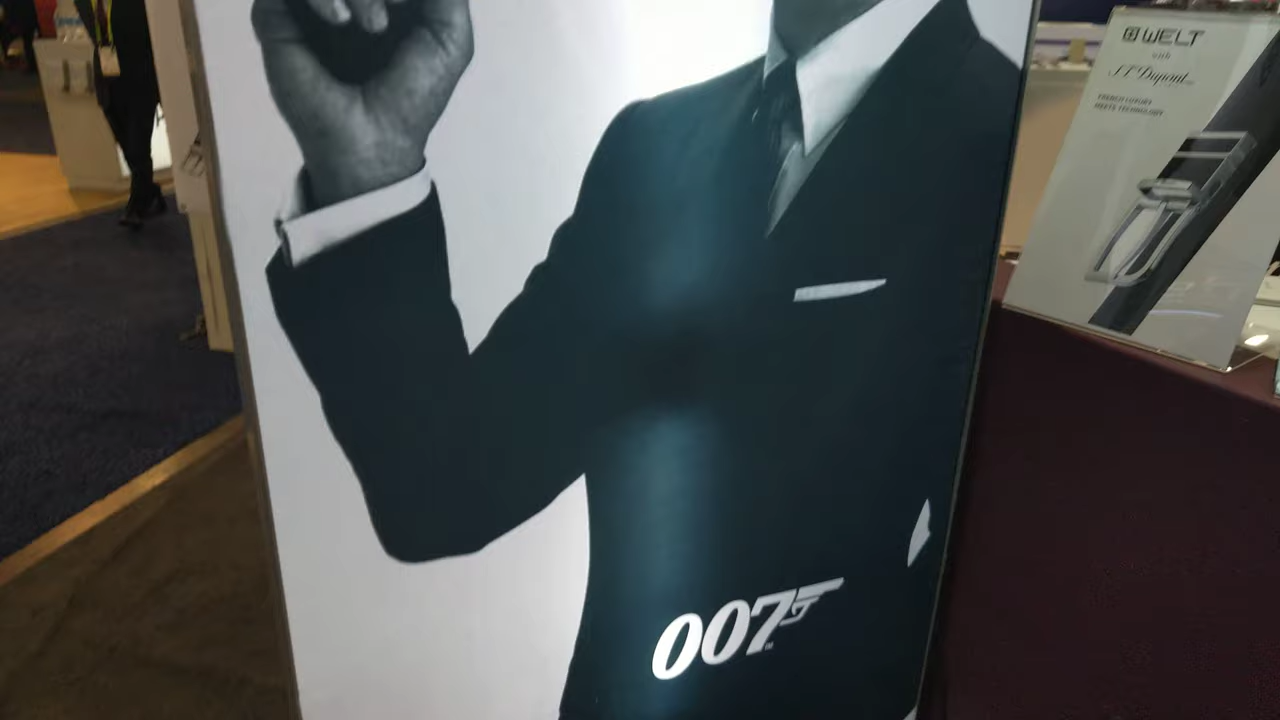 WELT
with
S.T. Dupont
FRENCH LUXURY
MEETS TECHNOLOGY
007